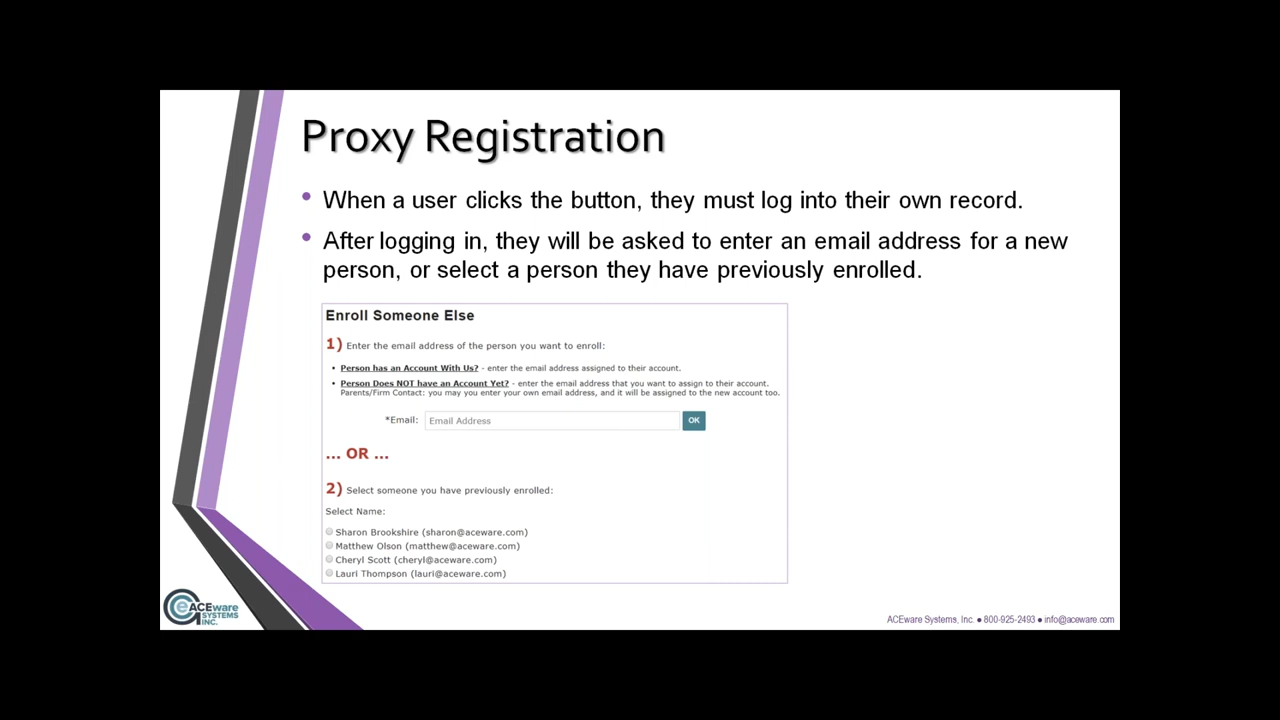 Proxy Registration
• When a user clicks the button, they must log into their own record.
• After logging in, they will be asked to enter an email address for a new
person, or select a person they have previously enrolled.
Enroll Someone Else
1) Enter the email address of the person you want to enroll:
• Person has an Account With Us? - enter the email address assigned to their account.
• Person Does NOT have an Account Yet? - enter the email address that you want to assign to their account.
Parents/Firm Contact: you may you enter your own email address, and it will be assigned to the new account too.
*Email: Email Address OK
... OR ...
2) Select someone you have previously enrolled:
Select Name:
Sharon Brookshire (sharon@aceware.com)
Matthew Olson (matthew@aceware.com)
Cheryl Scott (cheryl@aceware.com)
Lauri Thompson (lauri@aceware.com)
ACEware
SYSTEMS
INC.
ACEware Systems, Inc. ● 800-925-2493 ● info@aceware.com